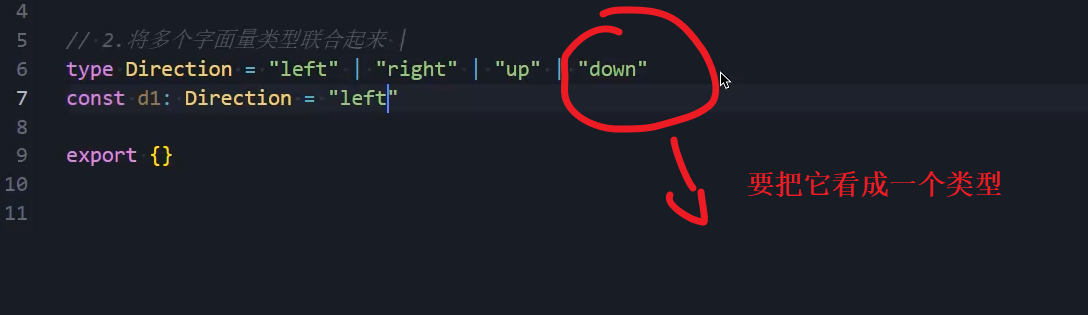 4
5 // 2.将多个字面量类型联合起来 |
6 type Direction = "left" | "right" | "up" | "down"
7 const d1: Direction = "left"
8
9 export {}
10
要把它看成一个类型
11